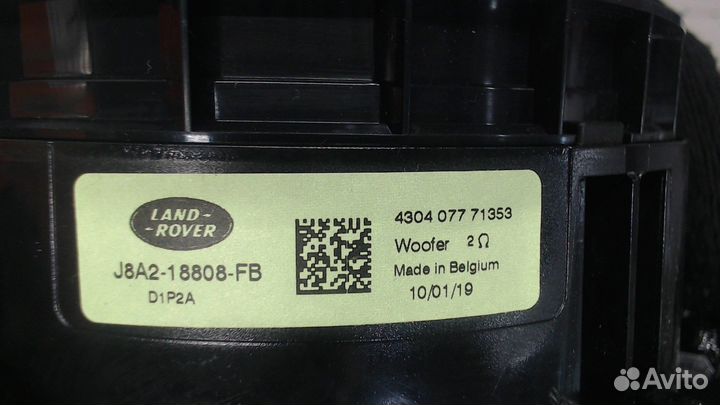 LAND-
-ROVER
J8A2-18808-FB
D1P2A
4304 077 71353
Woofer 2Ω
Made in Belgium
10/01/19
Avito